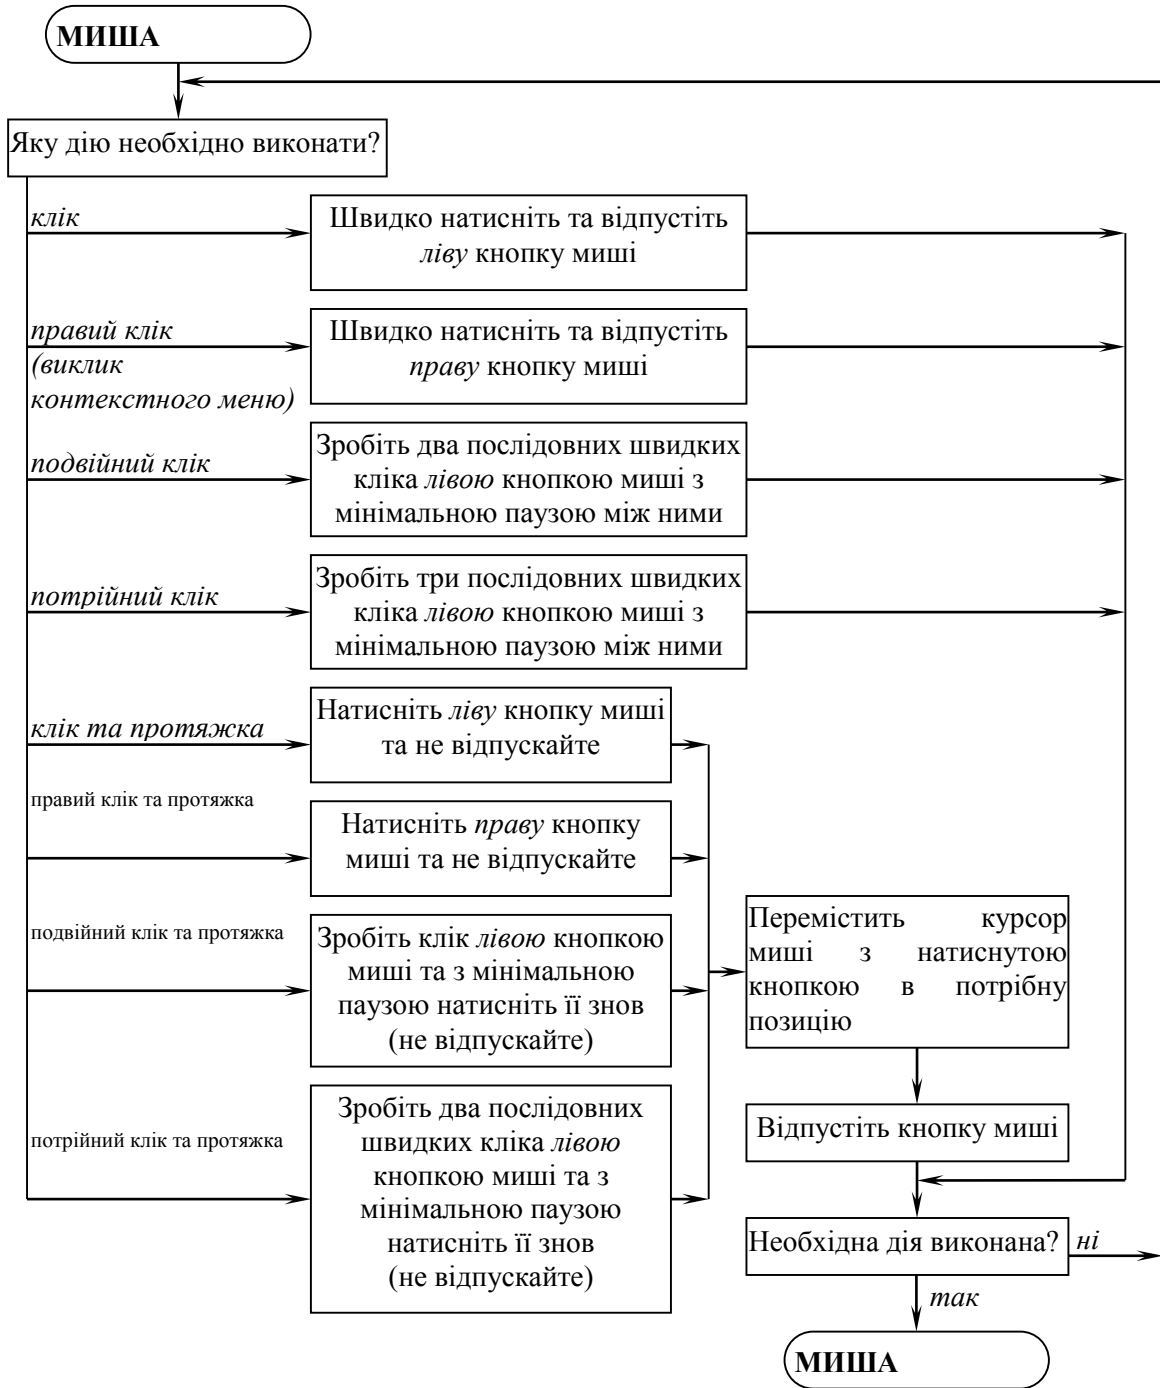 МИША
Яку дію необхідно виконати?
клік
Швидко натисніть та відпустіть
ліву кнопку миші
правий клік
(виклик
контекстного меню)
Швидко натисніть та відпустіть
праву кнопку миші
подвійний клік
Зробіть два послідовних швидких
кліка лівою кнопкою миші з
мінімальною паузою між ними
потрійний клік
Зробіть три послідовних швидких
кліка лівою кнопкою миші з
мінімальною паузою між ними
клік та протяжка
Натисніть ліву кнопку миші
та не відпускайте
правий клік та протяжка
Натисніть праву кнопку
миші та не відпускайте
подвійний клік та протяжка
Зробіть клік лівою кнопкою
миші та з мінімальною
паузою натисніть її знов
(не відпускайте)
потрійний клік та протяжка
Зробіть два послідовних
швидких кліка лівою
кнопкою миші та з
мінімальною паузою
натисніть її знов
(не відпускайте)
Перемістить курсор
миші з натиснутою
кнопкою в потрібну
позицію
Відпустіть кнопку миші
Необхідна дія виконана?
ні
так
МИША